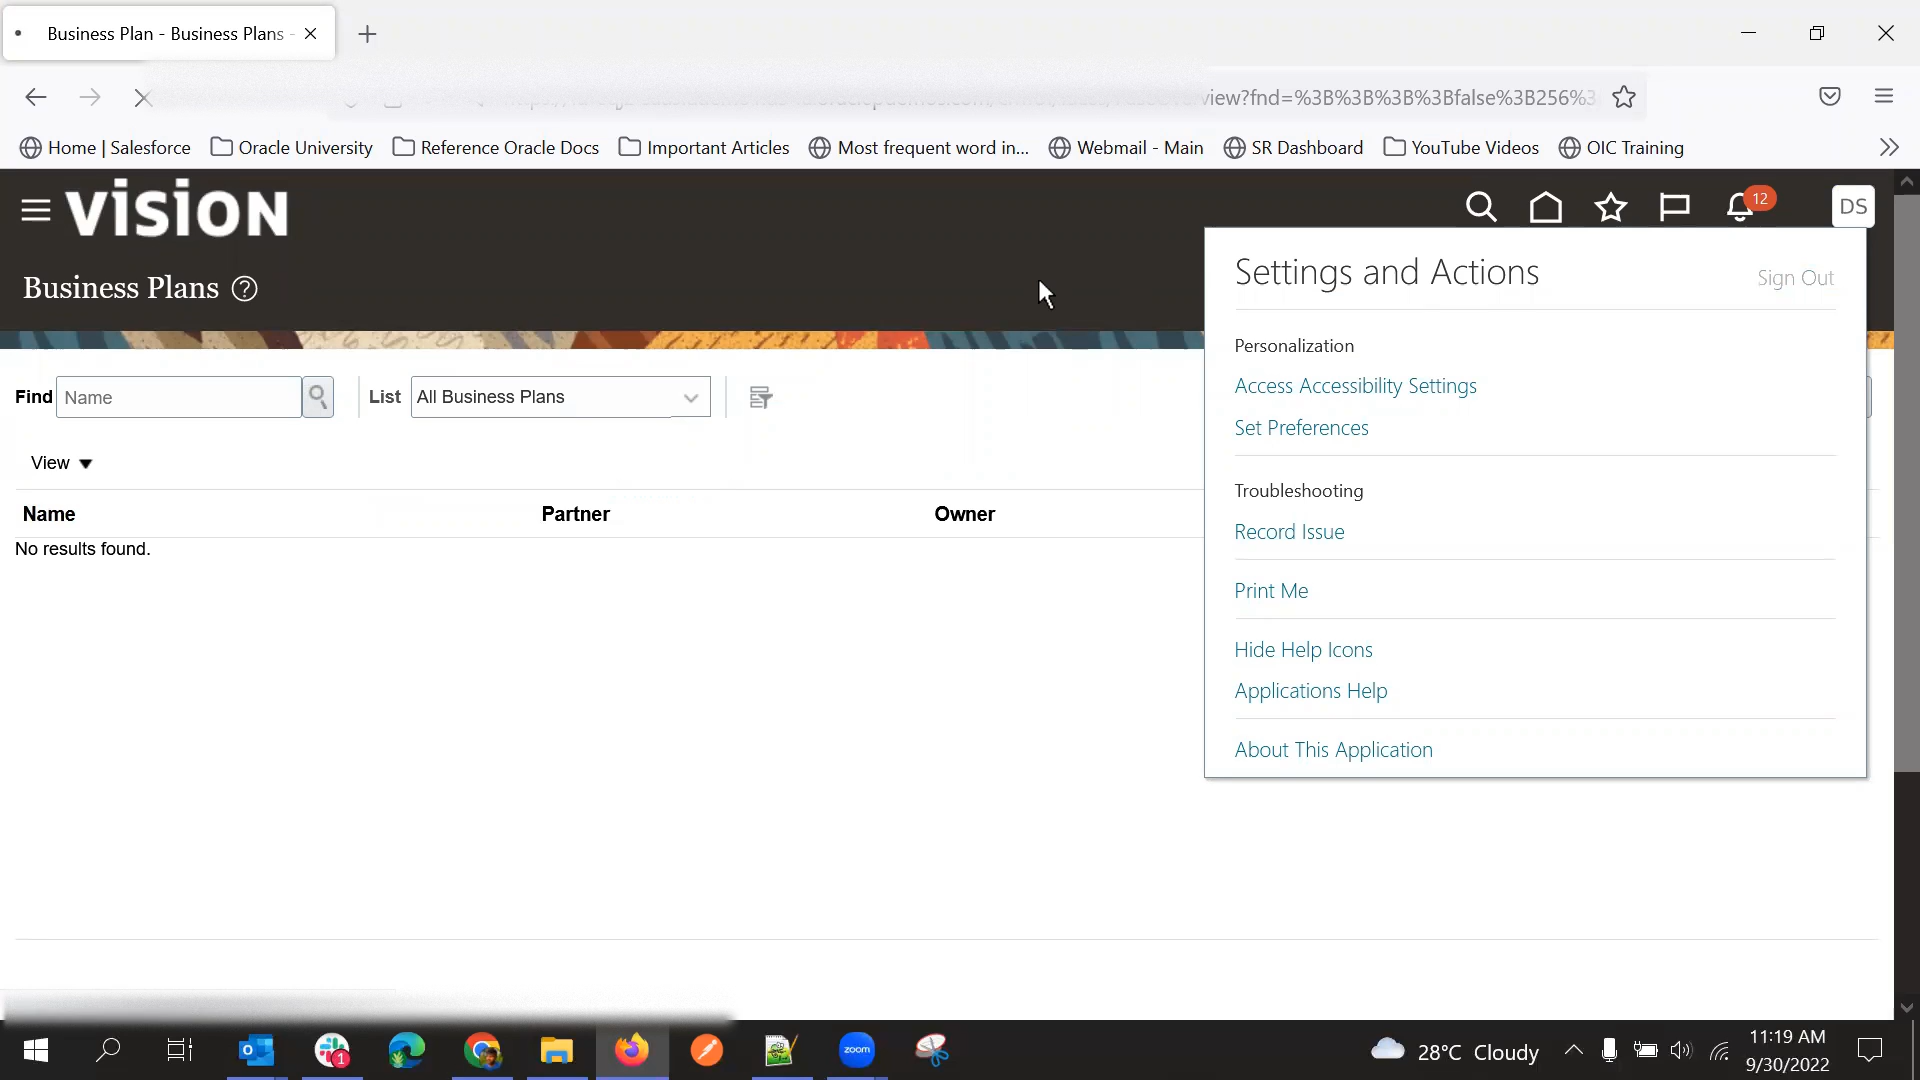 Business Plan - Business Plans -
view?fnd=%3B%3B%3B%3Bfalse%3B256%3
Home | Salesforce Oracle University Reference Oracle Docs Important Articles Most frequent word in... Webmail - Main SR Dashboard YouTube Videos OIC Training
vision
12
DS
Business Plans
Settings and Actions
Sign Out
Personalization
Access Accessibility Settings
Set Preferences
Troubleshooting
Record Issue
Print Me
Hide Help Icons
Applications Help
About This Application
Find Name List All Business Plans
View
Name Partner Owner
No results found.
1
zoom
28°C Cloudy
11:19 AM
9/30/2022